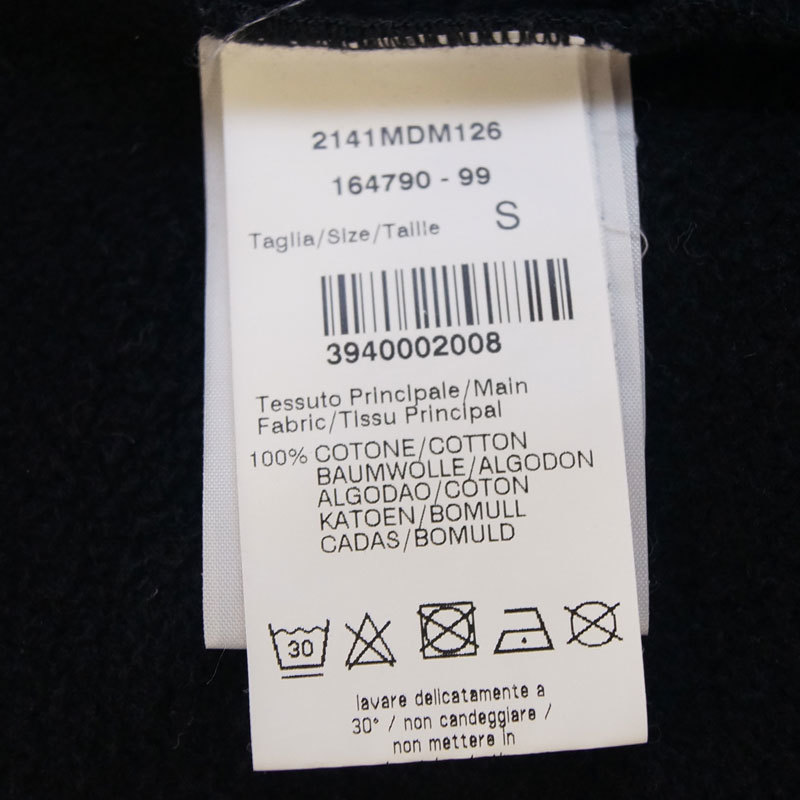 2141MDM126
164790 - 99
Taglia/Size/Taille S
3940002008
Tessuto Principale/Main
Fabric/Tissu Principal
100% COTONE/COTTON
BAUMWOLLE/ALGODON
ALGODAO/COTON
KATOEN/BOMULL
CADAS/BOMULD
30
lavare delicatamente a
30° / non candeggiare /
non mettere in